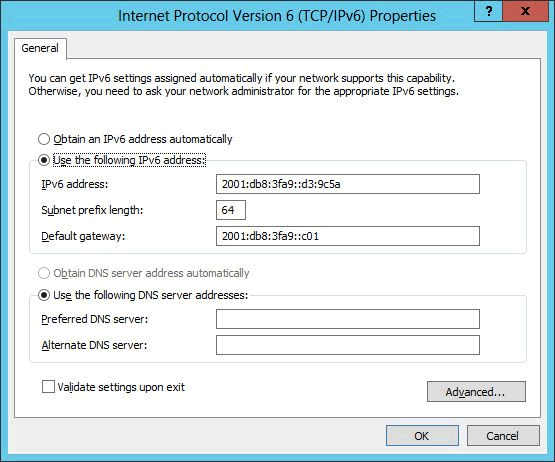 Internet Protocol Version 6 (TCP/IPv6) Properties
?
x
General
You can get IPv6 settings assigned automatically if your network supports this capability.
Otherwise, you need to ask your network administrator for the appropriate IPv6 settings.
Obtain an IPv6 address automatically
Use the following IPv6 address:
IPv6 address: 2001:db8:3fa9::d3:9c5a
Subnet prefix length: 64
Default gateway: 2001:db8:3fa9::c01
Obtain DNS server address automatically
Use the following DNS server addresses:
Preferred DNS server:
Alternate DNS server:
Validate settings upon exit
Advanced...
OK Cancel